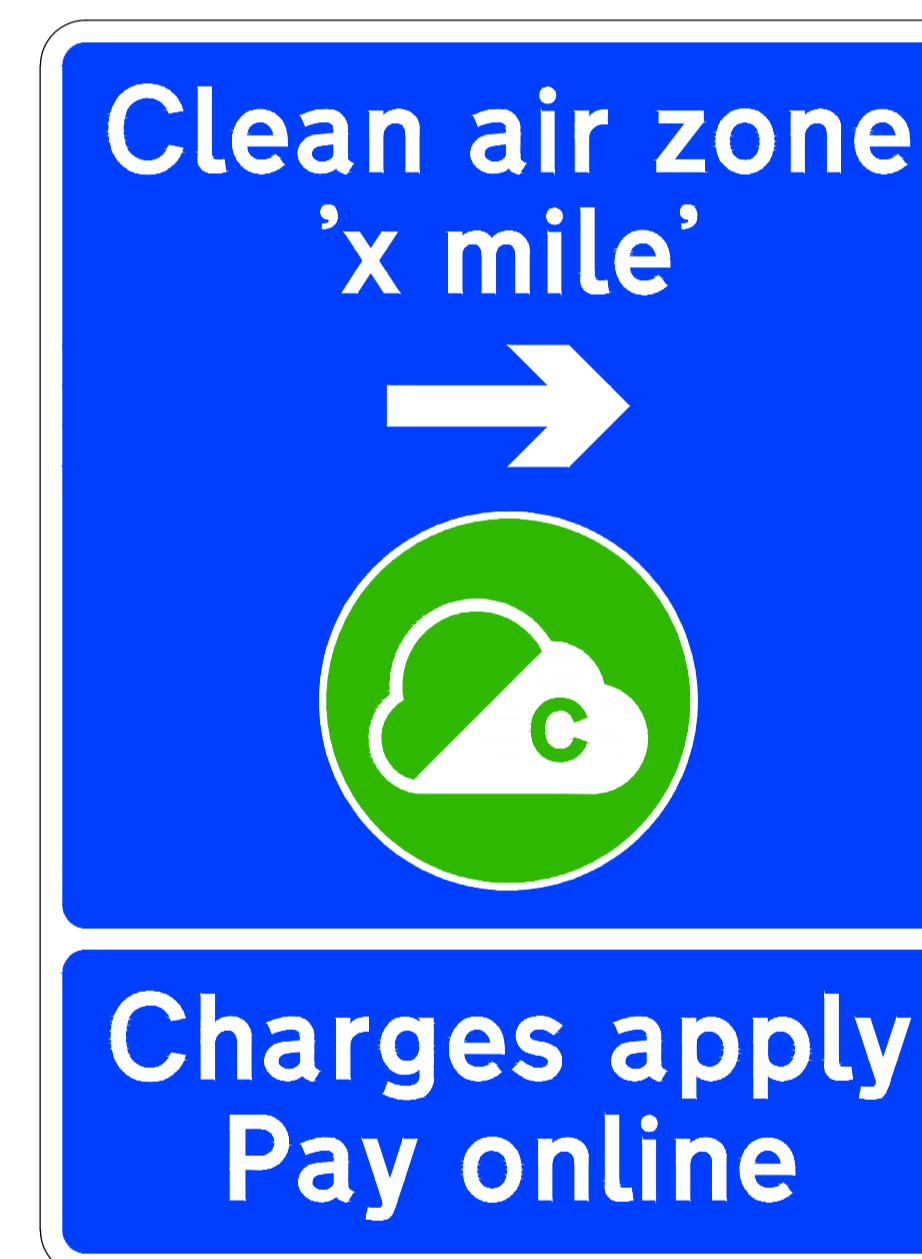 Clean air zone
’x mile’
C
Charges apply
Pay online